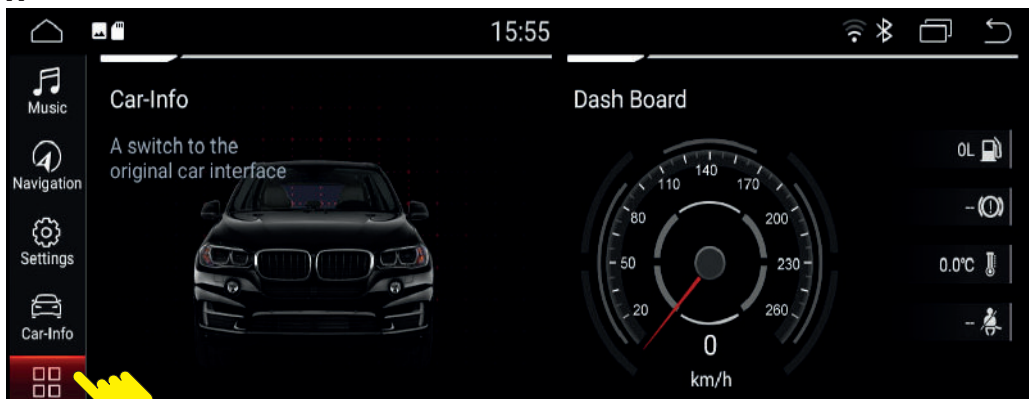 15:55
Music
Navigation
Settings
Car-Info
Car-Info
A switch to the
original car interface
Dash Board
20
50
80
110
140
170
200
230
260
0
km/h
0L
--
0.0°C
--